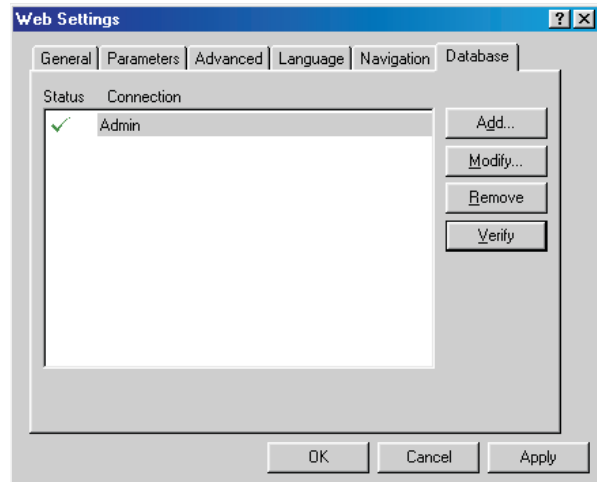 Web Settings ? ×
General Parameters Advanced Language Navigation Database
Status Connection
Admin
Add...
Modify...
Remove
Verify
OK Cancel Apply